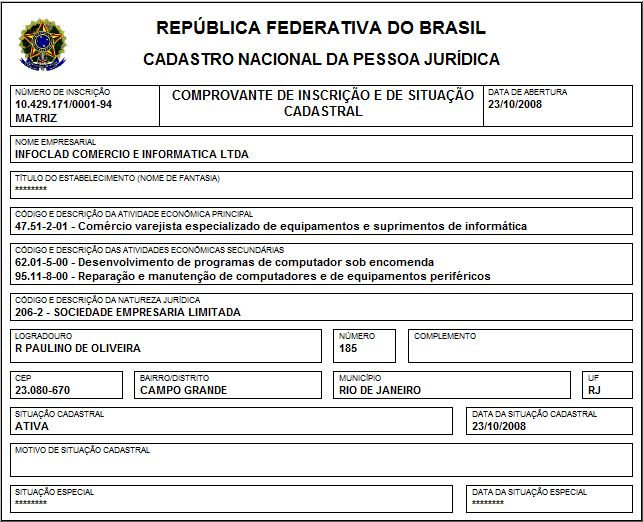 REPÚBLICA FEDERATIVA DO BRASIL
CADASTRO NACIONAL DA PESSOA JURÍDICA
NÚMERO DE INSCRIÇÃO
10.429.171/0001-94
MATRIZ
COMPROVANTE DE INSCRIÇÃO E DE SITUAÇÃO
CADASTRAL
DATA DE ABERTURA
23/10/2008
NOME EMPRESARIAL
INFOCLAD COMERCIO E INFORMATICA LTDA
TÍTULO DO ESTABELECIMENTO (NOME DE FANTASIA)
********
CÓDIGO E DESCRIÇÃO DA ATIVIDADE ECONÔMICA PRINCIPAL
47.51-2-01 - Comércio varejista especializado de equipamentos e suprimentos de informática
CÓDIGO E DESCRIÇÃO DAS ATIVIDADES ECONÔMICAS SECUNDÁRIAS
62.01-5-00 - Desenvolvimento de programas de computador sob encomenda
95.11-8-00 - Reparação e manutenção de computadores e de equipamentos periféricos
CÓDIGO E DESCRIÇÃO DA NATUREZA JURÍDICA
206-2 - SOCIEDADE EMPRESARIA LIMITADA
LOGRADOURO
R PAULINO DE OLIVEIRA
NÚMERO
185
COMPLEMENTO
CEP
23.080-670
BAIRRO/DISTRITO
CAMPO GRANDE
MUNICÍPIO
RIO DE JANEIRO
UF
RJ
SITUAÇÃO CADASTRAL
ATIVA
DATA DA SITUAÇÃO CADASTRAL
23/10/2008
MOTIVO DE SITUAÇÃO CADASTRAL
SITUAÇÃO ESPECIAL
********
DATA DA SITUAÇÃO ESPECIAL
********